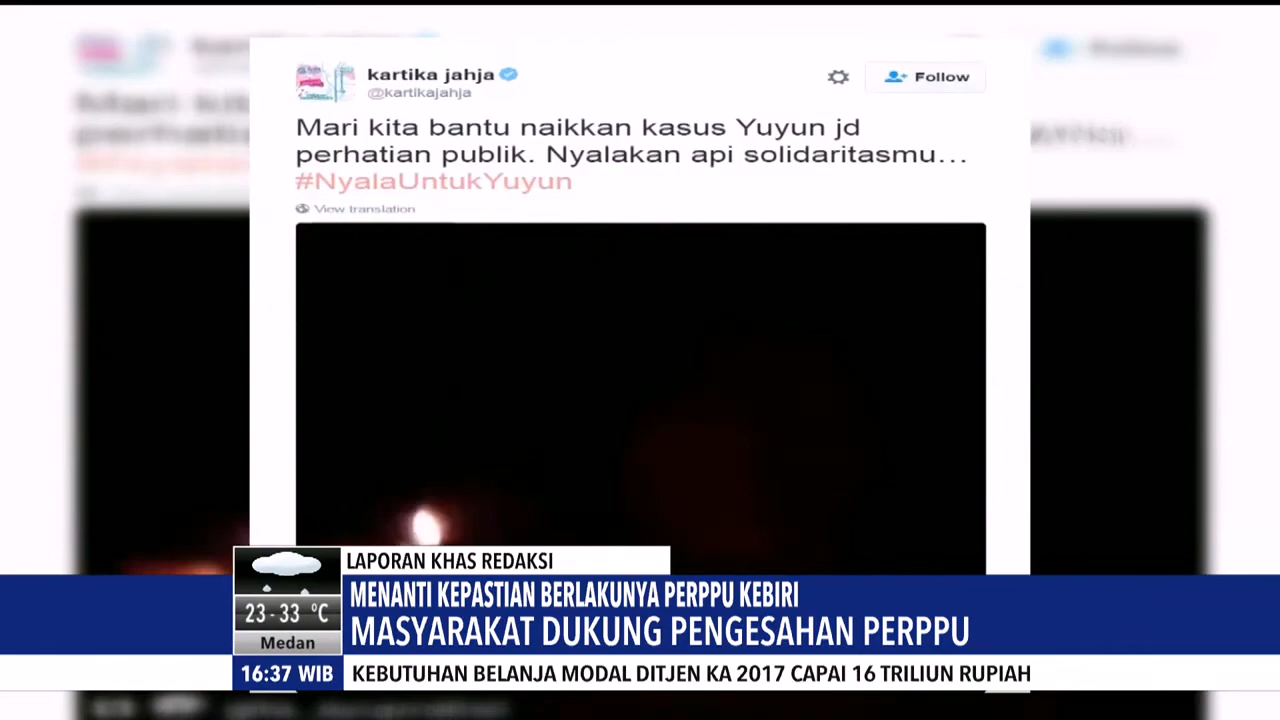 kartika jahja
@kartikajahja
Follow
Mari kita bantu naikkan kasus Yuyun jd
perhatian publik. Nyalakan api solidaritasmu...
#NyalaUntukYuyun
View translation
LAPORAN KHAS REDAKSI
MENANTI KEPASTIAN BERLAKUNYA PERPPU KEBIRI
MASYARAKAT DUKUNG PENGESAHAN PERPPU
23-33 °C
Medan
16:37 WIB
KEBUTUHAN BELANJA MODAL DITJEN KA 2017 CAPAI 16 TRILIUN RUPIAH